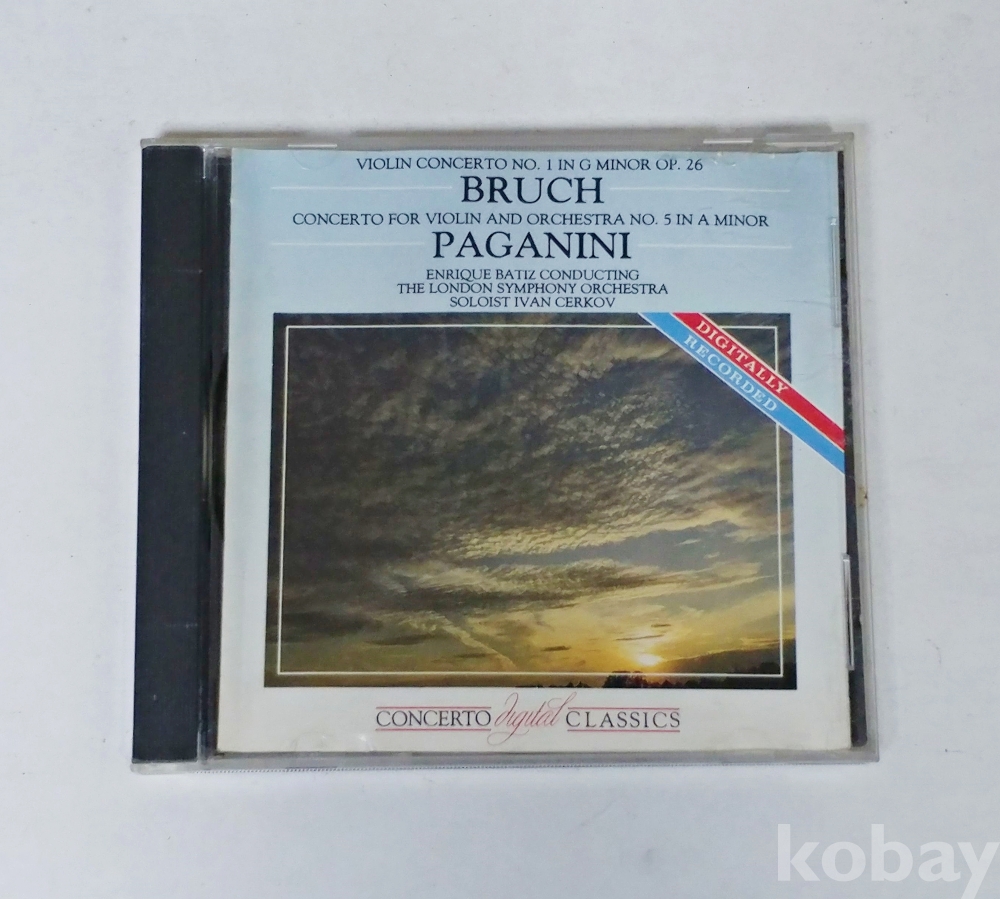 VIOLIN CONCERTO NO. 1 IN G MINOR OP. 26
BRUCH
CONCERTO FOR VIOLIN AND ORCHESTRA NO. 5 IN A MINOR
PAGANINI
ENRIQUE BATIZ CONDUCTING
THE LONDON SYMPHONY ORCHESTRA
SOLOIST IVAN CERKOV
DIGITALLY
RECORDED
CONCERTO digital CLASSICS
kobay